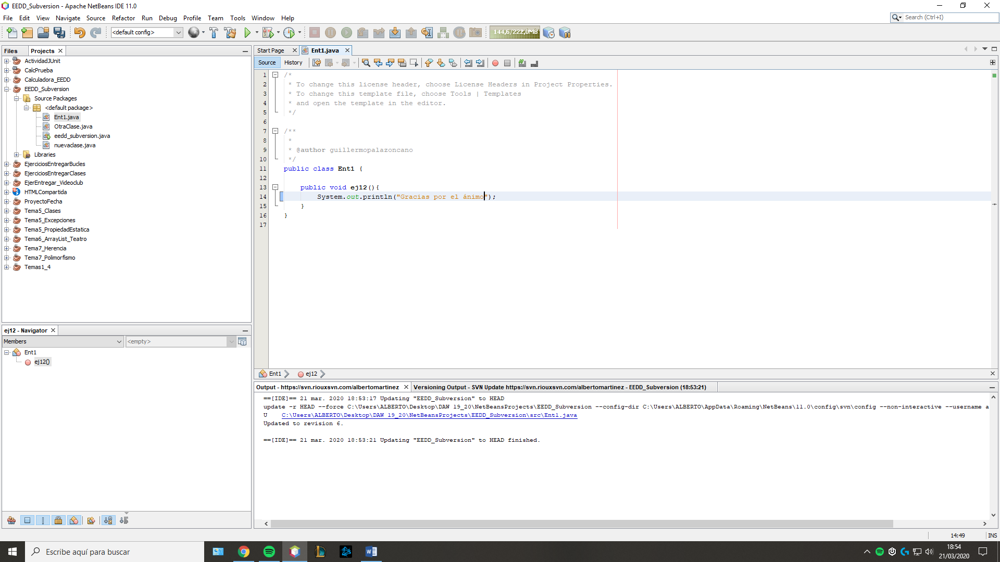 EEDD_Subversion - Apache NetBeans IDE 11.0
File Edit View Navigate Source Refactor Run Debug Profile Team Tools Window Help
Search (Ctrl+I)
<default config>
144,6/222,0MB
Files Projects
ActividadJUnit
CalcPrueba
Calculadora_EEDD
EEDD_Subversion
Source Packages
<default package>
Ent1.java
OtraClase.java
eedd_subversion.java
nuevaclase.java
Libraries
EjerciciosEntregarBucles
EjerciciosEntregarClases
EjerEntregar_Videoclub
HTMLCompartida
ProyectoFecha
Tema5_Clases
Tema5_Excepciones
Tema5_PropiedadEstatica
Tema6_ArrayList_Teatro
Tema7_Herencia
Tema7_Polimorfismo
Temas1_4
ej12 - Navigator
Members <empty>
Ent1
ej12()
Start Page Ent1.java
Source History
1 /*
2 * To change this license header, choose License Headers in Project Properties.
3 * To change this template file, choose Tools | Templates
4 * and open the template in the editor.
5 */
6
7 /**
8 *
9 * @author guillermopalazoncano
10 */
11 public class Ent1 {
12
13 public void ej12(){
14 System.out.println("Gracias por el ánimo");
15 }
16 }
17
Ent1 ej12
Output - https://svn.riouxsvn.com/albertomartinez Versioning Output - SVN Update https://svn.riouxsvn.com/albertomartinez - EEDD_Subversion (18:53:21)
==[IDE]== 21 mar. 2020 18:53:17 Updating "EEDD_Subversion" to HEAD
update -r HEAD --force C:\Users\ALBERTO\Desktop\DAW 19_20\NetBeansProjects\EEDD_Subversion --config-dir C:\Users\ALBERTO\AppData\Roaming\NetBeans\11.0\config\svn\config --non-interactive --username a
U C:\Users\ALBERTO\Desktop\DAW 19_20\NetBeansProjects\EEDD_Subversion\src\Ent1.java
Updated to revision 6.
==[IDE]== 21 mar. 2020 18:53:21 Updating "EEDD_Subversion" to HEAD finished.
14:49 INS
Escribe aquí para buscar
18:54
21/03/2020